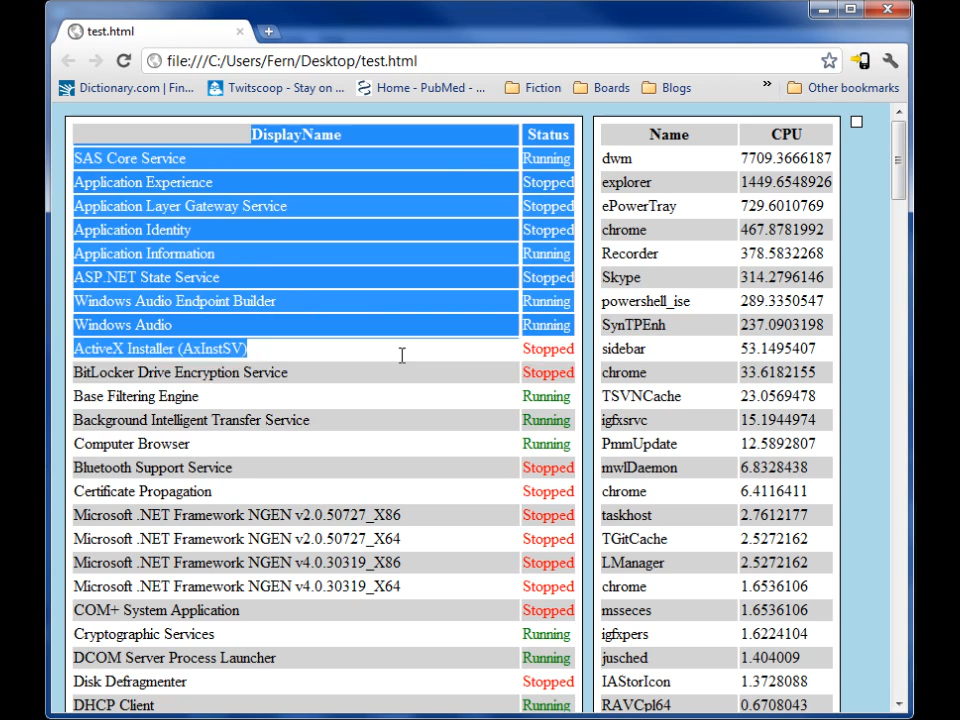 test.html
file:///C:/Users/Fern/Desktop/test.html
Dictionary.com | Fin... Twitscoop - Stay on ... Home - PubMed - ... Fiction Boards Blogs » Other bookmarks
DisplayName Status
SAS Core Service Running
Application Experience Stopped
Application Layer Gateway Service Stopped
Application Identity Stopped
Application Information Running
ASP.NET State Service Stopped
Windows Audio Endpoint Builder Running
Windows Audio Running
ActiveX Installer (AxInstSV) Stopped
BitLocker Drive Encryption Service Stopped
Base Filtering Engine Running
Background Intelligent Transfer Service Running
Computer Browser Running
Bluetooth Support Service Stopped
Certificate Propagation Stopped
Microsoft .NET Framework NGEN v2.0.50727_X86 Stopped
Microsoft .NET Framework NGEN v2.0.50727_X64 Stopped
Microsoft .NET Framework NGEN v4.0.30319_X86 Stopped
Microsoft .NET Framework NGEN v4.0.30319_X64 Stopped
COM+ System Application Stopped
Cryptographic Services Running
DCOM Server Process Launcher Running
Disk Defragmenter Stopped
DHCP Client Running
Name CPU
dwm 7709.3666187
explorer 1449.6548926
ePowerTray 729.6010769
chrome 467.8781992
Recorder 378.5832268
Skype 314.2796146
powershell_ise 289.3350547
SynTPEnh 237.0903198
sidebar 53.1495407
chrome 33.6182155
TSVNCache 23.0569478
igfxsrvc 15.1944974
PmmUpdate 12.5892807
mwlDaemon 6.8328438
chrome 6.4116411
taskhost 2.7612177
TGitCache 2.5272162
LManager 2.5272162
chrome 1.6536106
msseces 1.6536106
igfxpers 1.6224104
jusched 1.404009
IAStorIcon 1.3728088
RAVCpl64 0.6708043